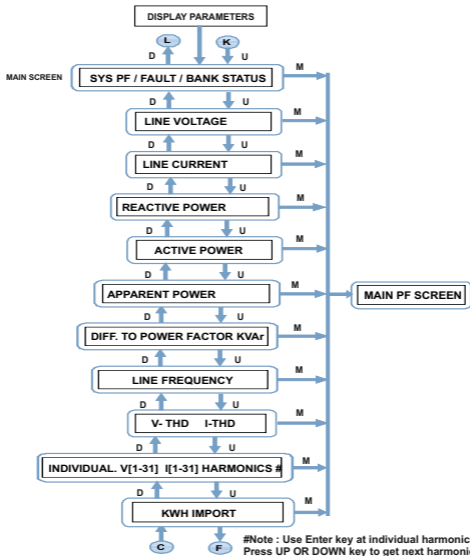 DISPLAY PARAMETERS
D L K U
MAIN SCREEN SYS PF / FAULT / BANK STATUS M
D U
LINE VOLTAGE M
D U
LINE CURRENT M
D U
REACTIVE POWER M
D U
ACTIVE POWER M
D U
APPARENT POWER M MAIN PF SCREEN
D U
DIFF. TO POWER FACTOR KVAr M
D U
LINE FREQUENCY M
D U
V- THD I-THD M
D U
INDIVIDUAL. V[1-31] I[1-31] HARMONICS # M
D U
KWH IMPORT M
D U
C F
#Note : Use Enter key at individual harmonic
Press UP OR DOWN key to get next harmoni